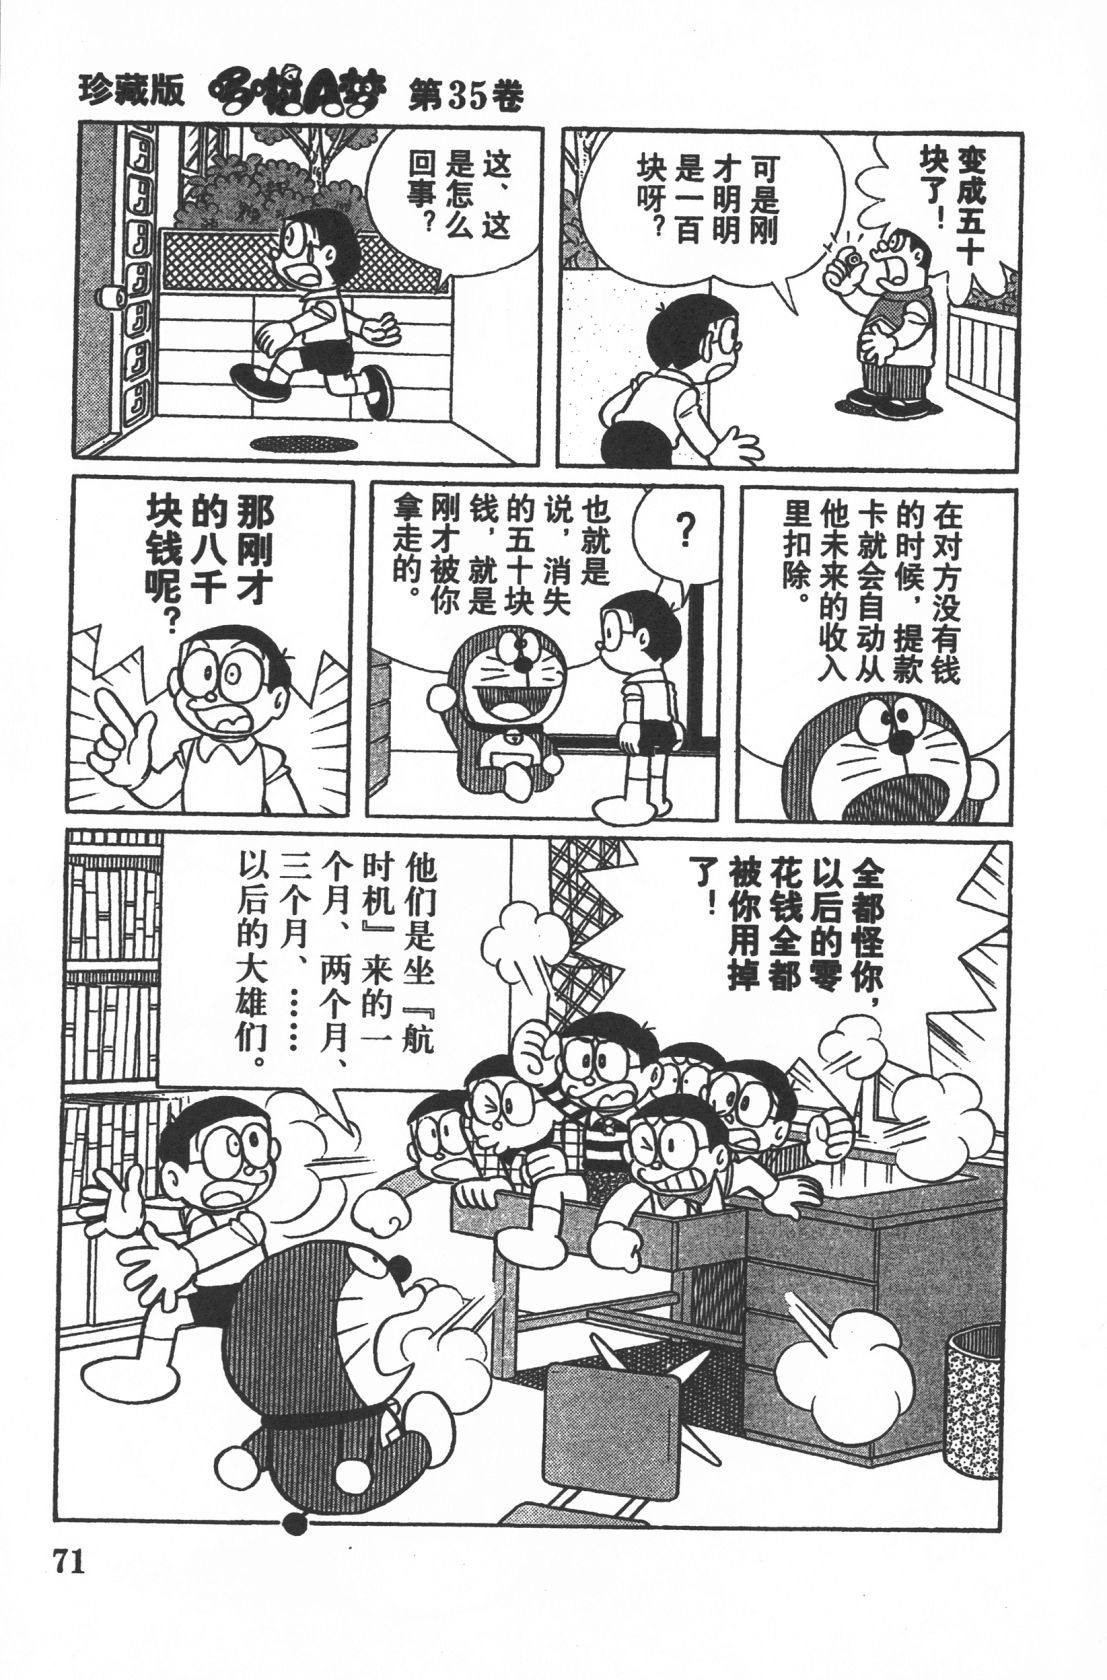 珍藏版 哆啦A梦 第35卷
变成五十
块了！
可是刚
才明明
是一百
块呀？
这、这
是怎么
回事？
在对方没有钱
的时候，提款
卡就会自动从
他未来的收入
里扣除。
？
也就是
说，消失
的五十块
钱，就是
刚才被你
拿走的。
那刚才
的八千
块钱呢？
全都怪你，
以后的零
花钱全都
被你用掉
了！
他们是坐『航
时机』来的一
个月、两个月、
三个月、……
以后的大雄们。
71